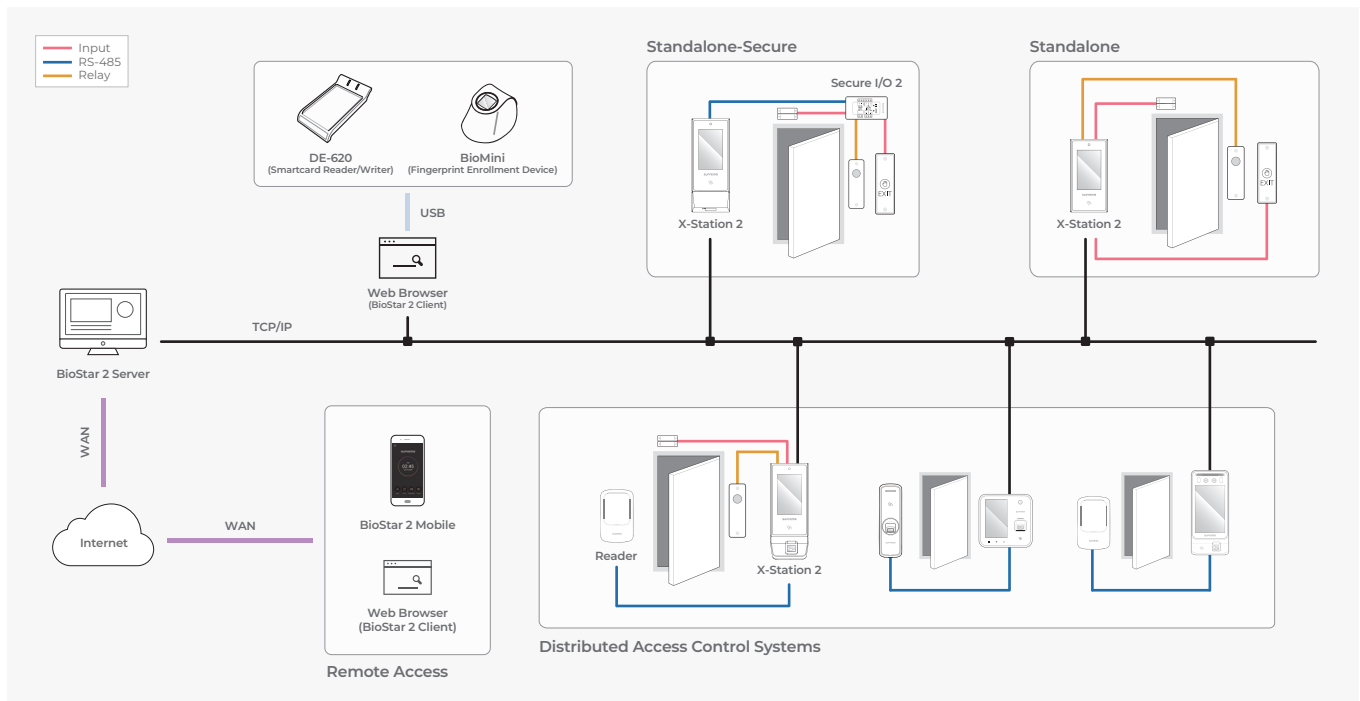 Input
RS-485
Relay
DE-620
(Smartcard Reader/Writer)
BioMini
(Fingerprint Enrollment Device)
USB
Web Browser
(BioStar 2 Client)
Standalone-Secure
Secure I/O 2
EXIT
X-Station 2
Standalone
EXIT
X-Station 2
TCP/IP
BioStar 2 Server
WAN
Internet
WAN
BioStar 2 Mobile
Web Browser
(BioStar 2 Client)
Remote Access
Reader
X-Station 2
Distributed Access Control Systems